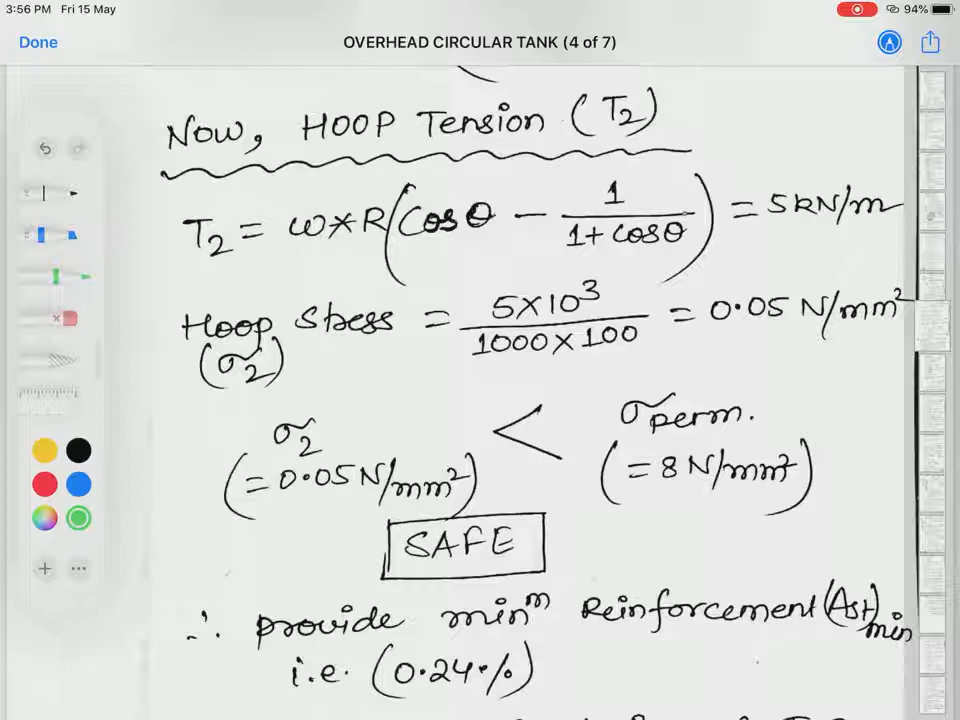 3:56 PM Fri 15 May 94%
Done OVERHEAD CIRCULAR TANK (4 of 7)
Now, HOOP Tension (T₂)
T₂ = ω*R(Cosθ − 1/(1+cosθ)) = 5kN/m
Hoop Stress = 5×10³/(1000×100) = 0.05 N/mm²
(σ₂)
σ₂ < σperm.
(= 0.05 N/mm²) (= 8 N/mm²)
SAFE
∴ provide minᵐ Reinforcement (Ast)min
i.e. (0.24%)